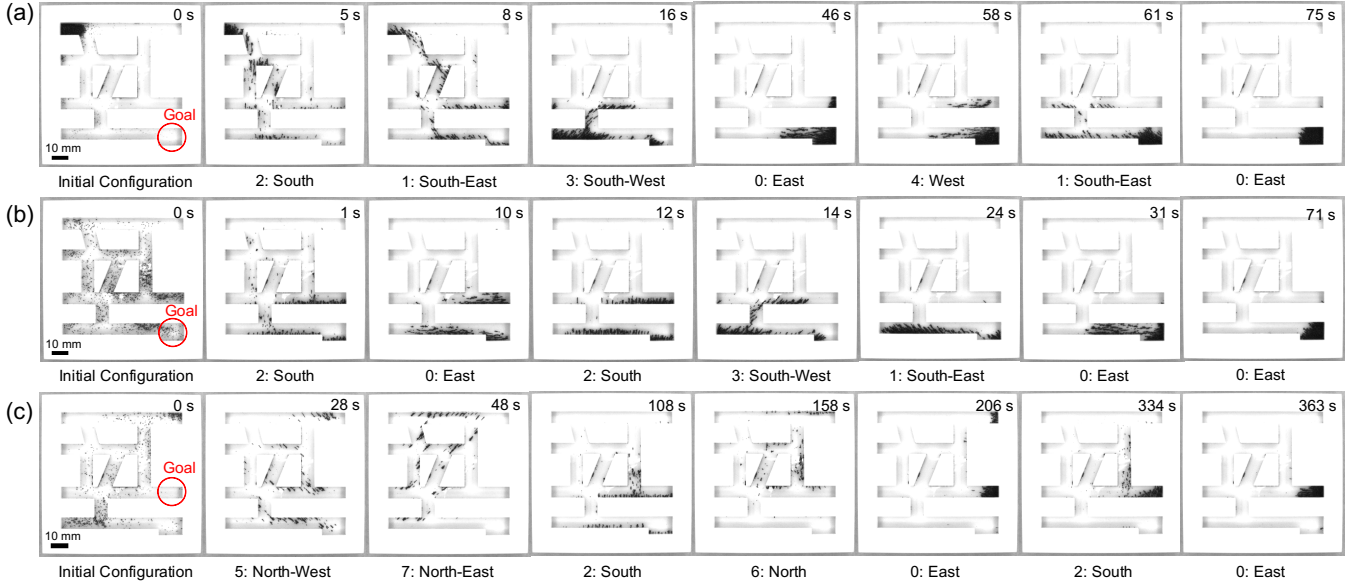 (a)
0 s 5 s 8 s 16 s 46 s 58 s 61 s 75 s
Goal
10 mm
Initial Configuration 2: South 1: South-East 3: South-West 0: East 4: West 1: South-East 0: East
(b)
0 s 1 s 10 s 12 s 14 s 24 s 31 s 71 s
Goal
10 mm
Initial Configuration 2: South 0: East 2: South 3: South-West 1: South-East 0: East 0: East
(c)
0 s 28 s 48 s 108 s 158 s 206 s 334 s 363 s
Goal
10 mm
Initial Configuration 5: North-West 7: North-East 2: South 6: North 0: East 2: South 0: East